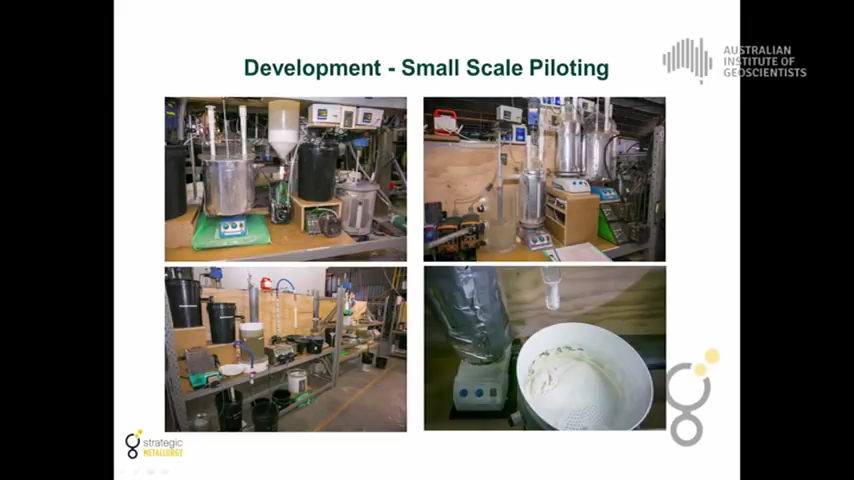 Development - Small Scale Piloting
AUSTRALIAN
INSTITUTE OF
GEOSCIENTISTS
strategic
METALLURGY